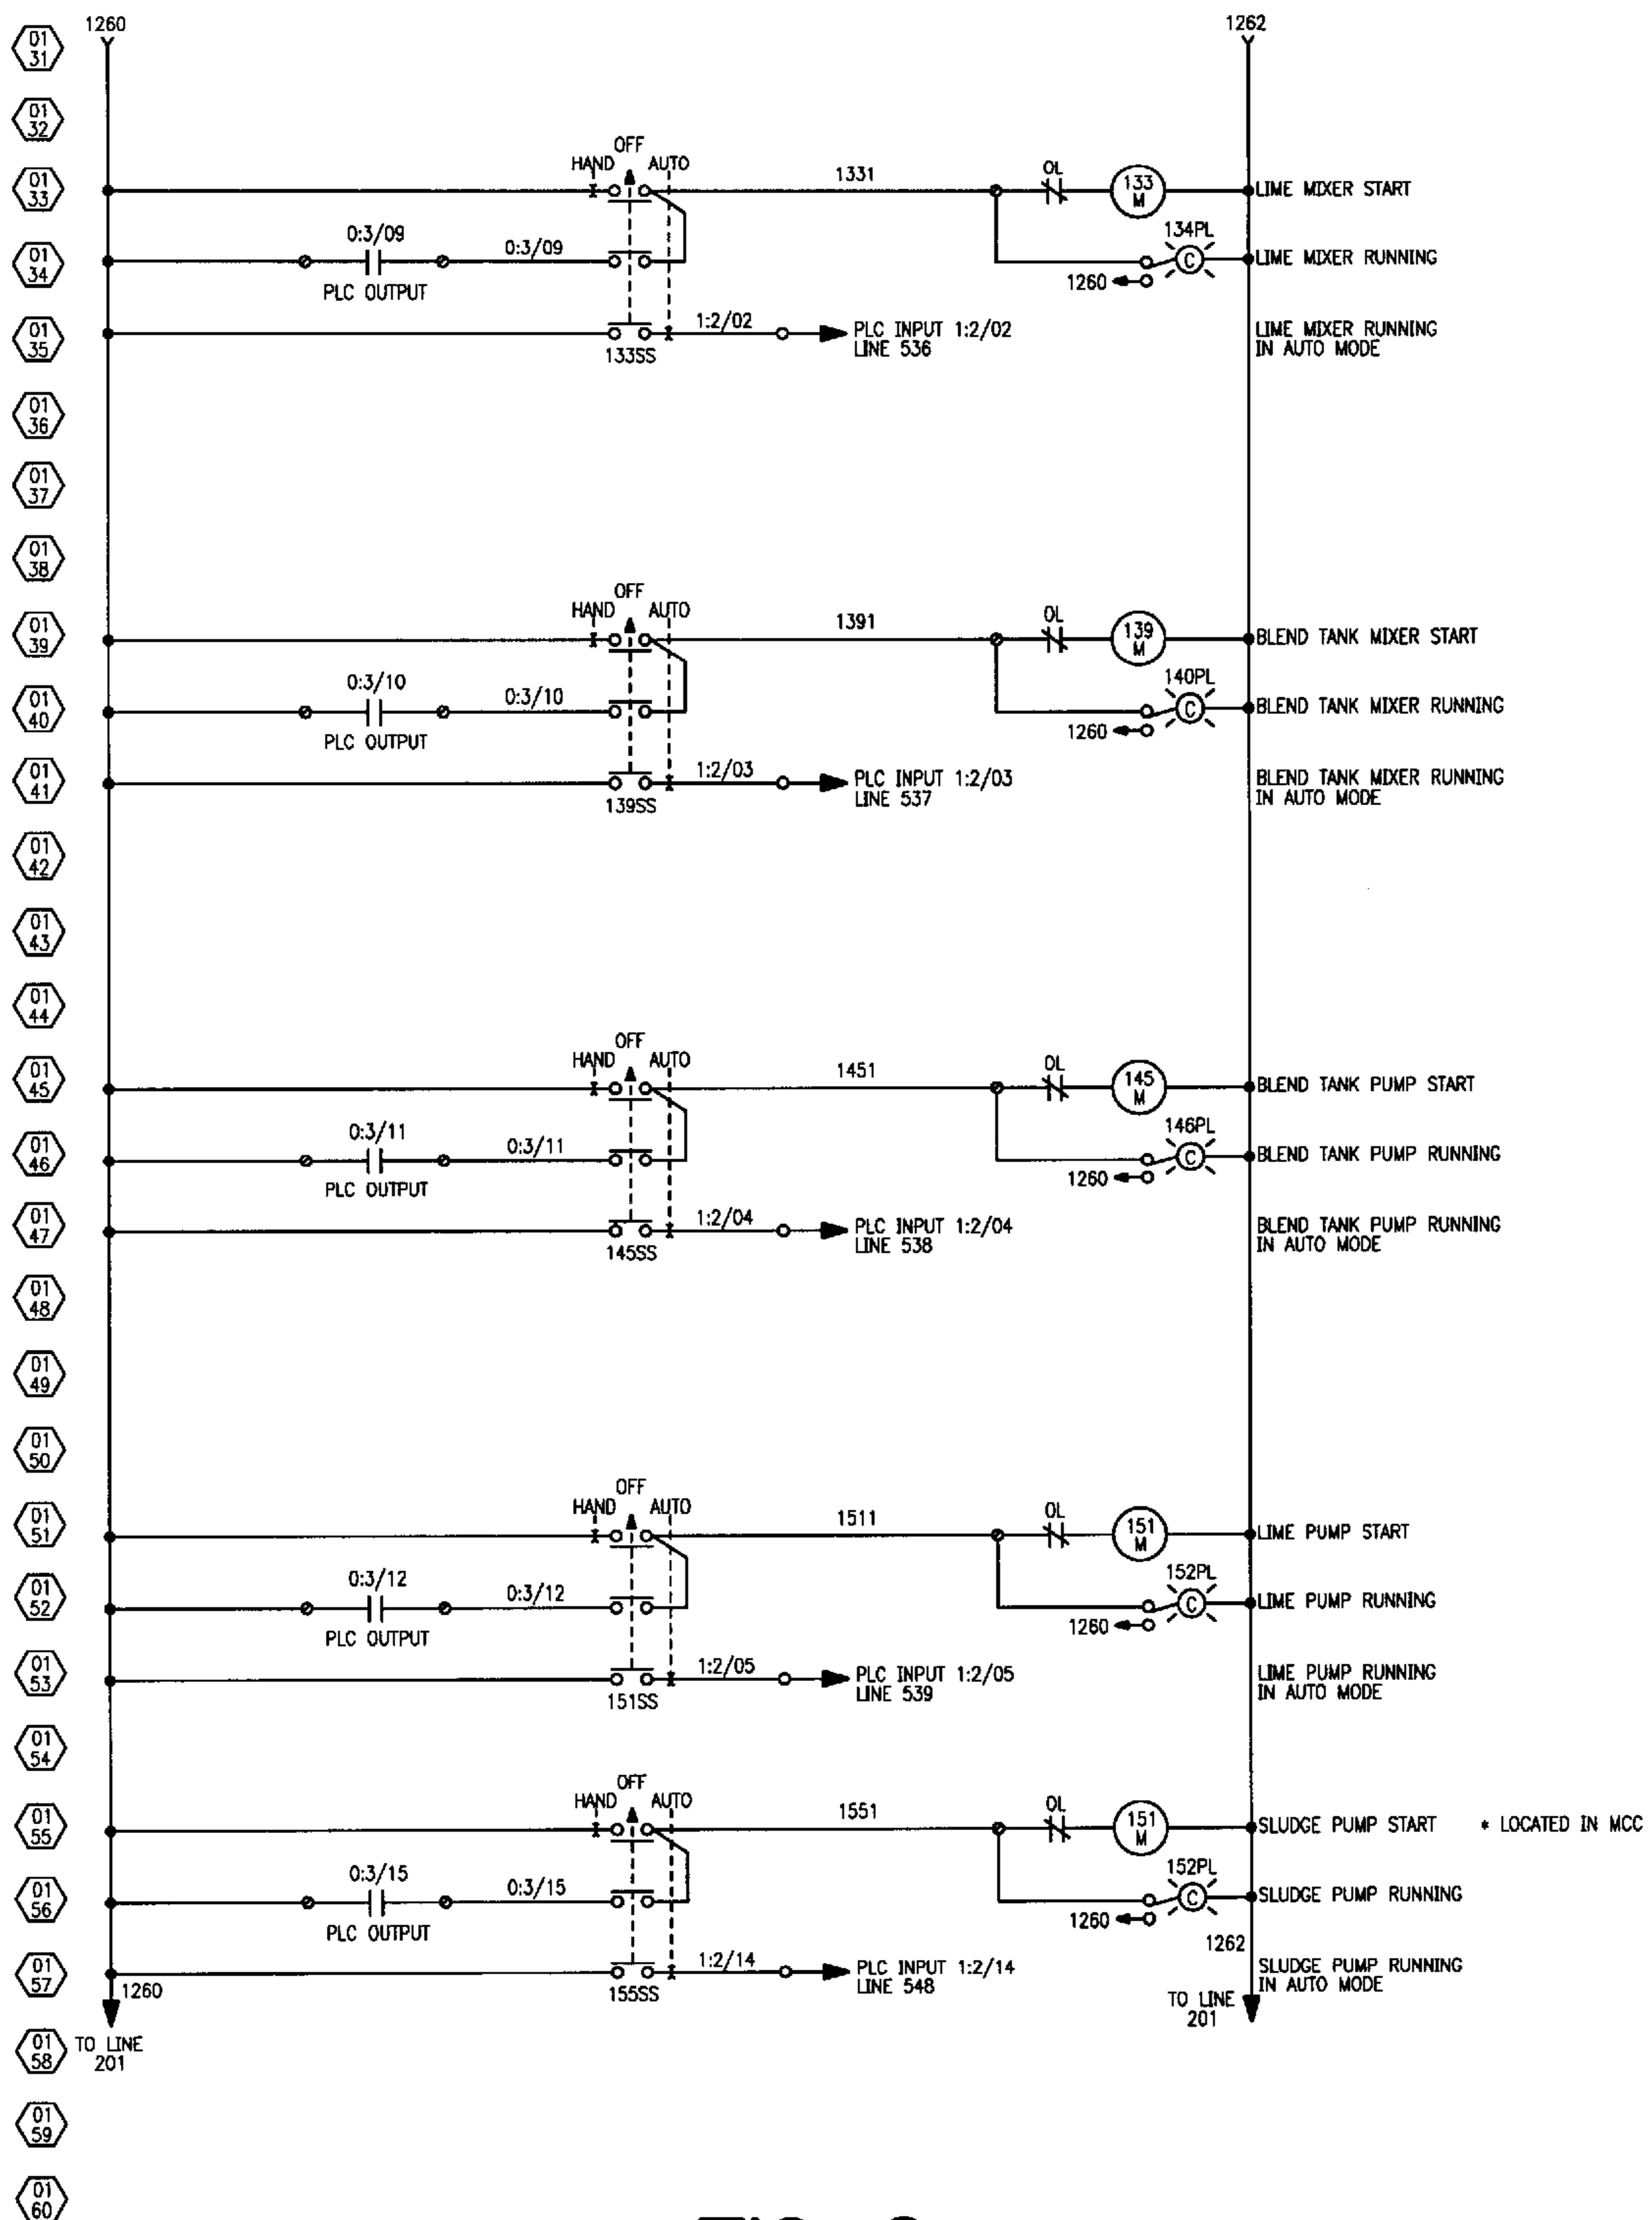 1260
1262
01
31
01
32
OFF
HAND AUTO
01
33
1331
OL
133
M
LIME MIXER START
01
34
0:3/09
0:3/09
PLC OUTPUT
134PL
C
1260
LIME MIXER RUNNING
01
35
1:2/02
133SS
PLC INPUT 1:2/02
LINE 536
LIME MIXER RUNNING
IN AUTO MODE
01
36
01
37
01
38
OFF
HAND AUTO
01
39
1391
OL
139
M
BLEND TANK MIXER START
01
40
0:3/10
0:3/10
PLC OUTPUT
140PL
C
1260
BLEND TANK MIXER RUNNING
01
41
1:2/03
139SS
PLC INPUT 1:2/03
LINE 537
BLEND TANK MIXER RUNNING
IN AUTO MODE
01
42
01
43
01
44
OFF
HAND AUTO
01
45
1451
OL
145
M
BLEND TANK PUMP START
01
46
0:3/11
0:3/11
PLC OUTPUT
146PL
C
1260
BLEND TANK PUMP RUNNING
01
47
1:2/04
145SS
PLC INPUT 1:2/04
LINE 538
BLEND TANK PUMP RUNNING
IN AUTO MODE
01
48
01
49
01
50
OFF
HAND AUTO
01
51
1511
OL
151
M
LIME PUMP START
01
52
0:3/12
0:3/12
PLC OUTPUT
152PL
C
1260
LIME PUMP RUNNING
01
53
1:2/05
151SS
PLC INPUT 1:2/05
LINE 539
LIME PUMP RUNNING
IN AUTO MODE
01
54
OFF
HAND AUTO
01
55
1551
OL
151
M
SLUDGE PUMP START * LOCATED IN MCC
01
56
0:3/15
0:3/15
PLC OUTPUT
152PL
C
1260
SLUDGE PUMP RUNNING
1262
01
57
1260
1:2/14
155SS
PLC INPUT 1:2/14
LINE 548
SLUDGE PUMP RUNNING
IN AUTO MODE
TO LINE
201
01
58
TO LINE
201
01
59
01
60